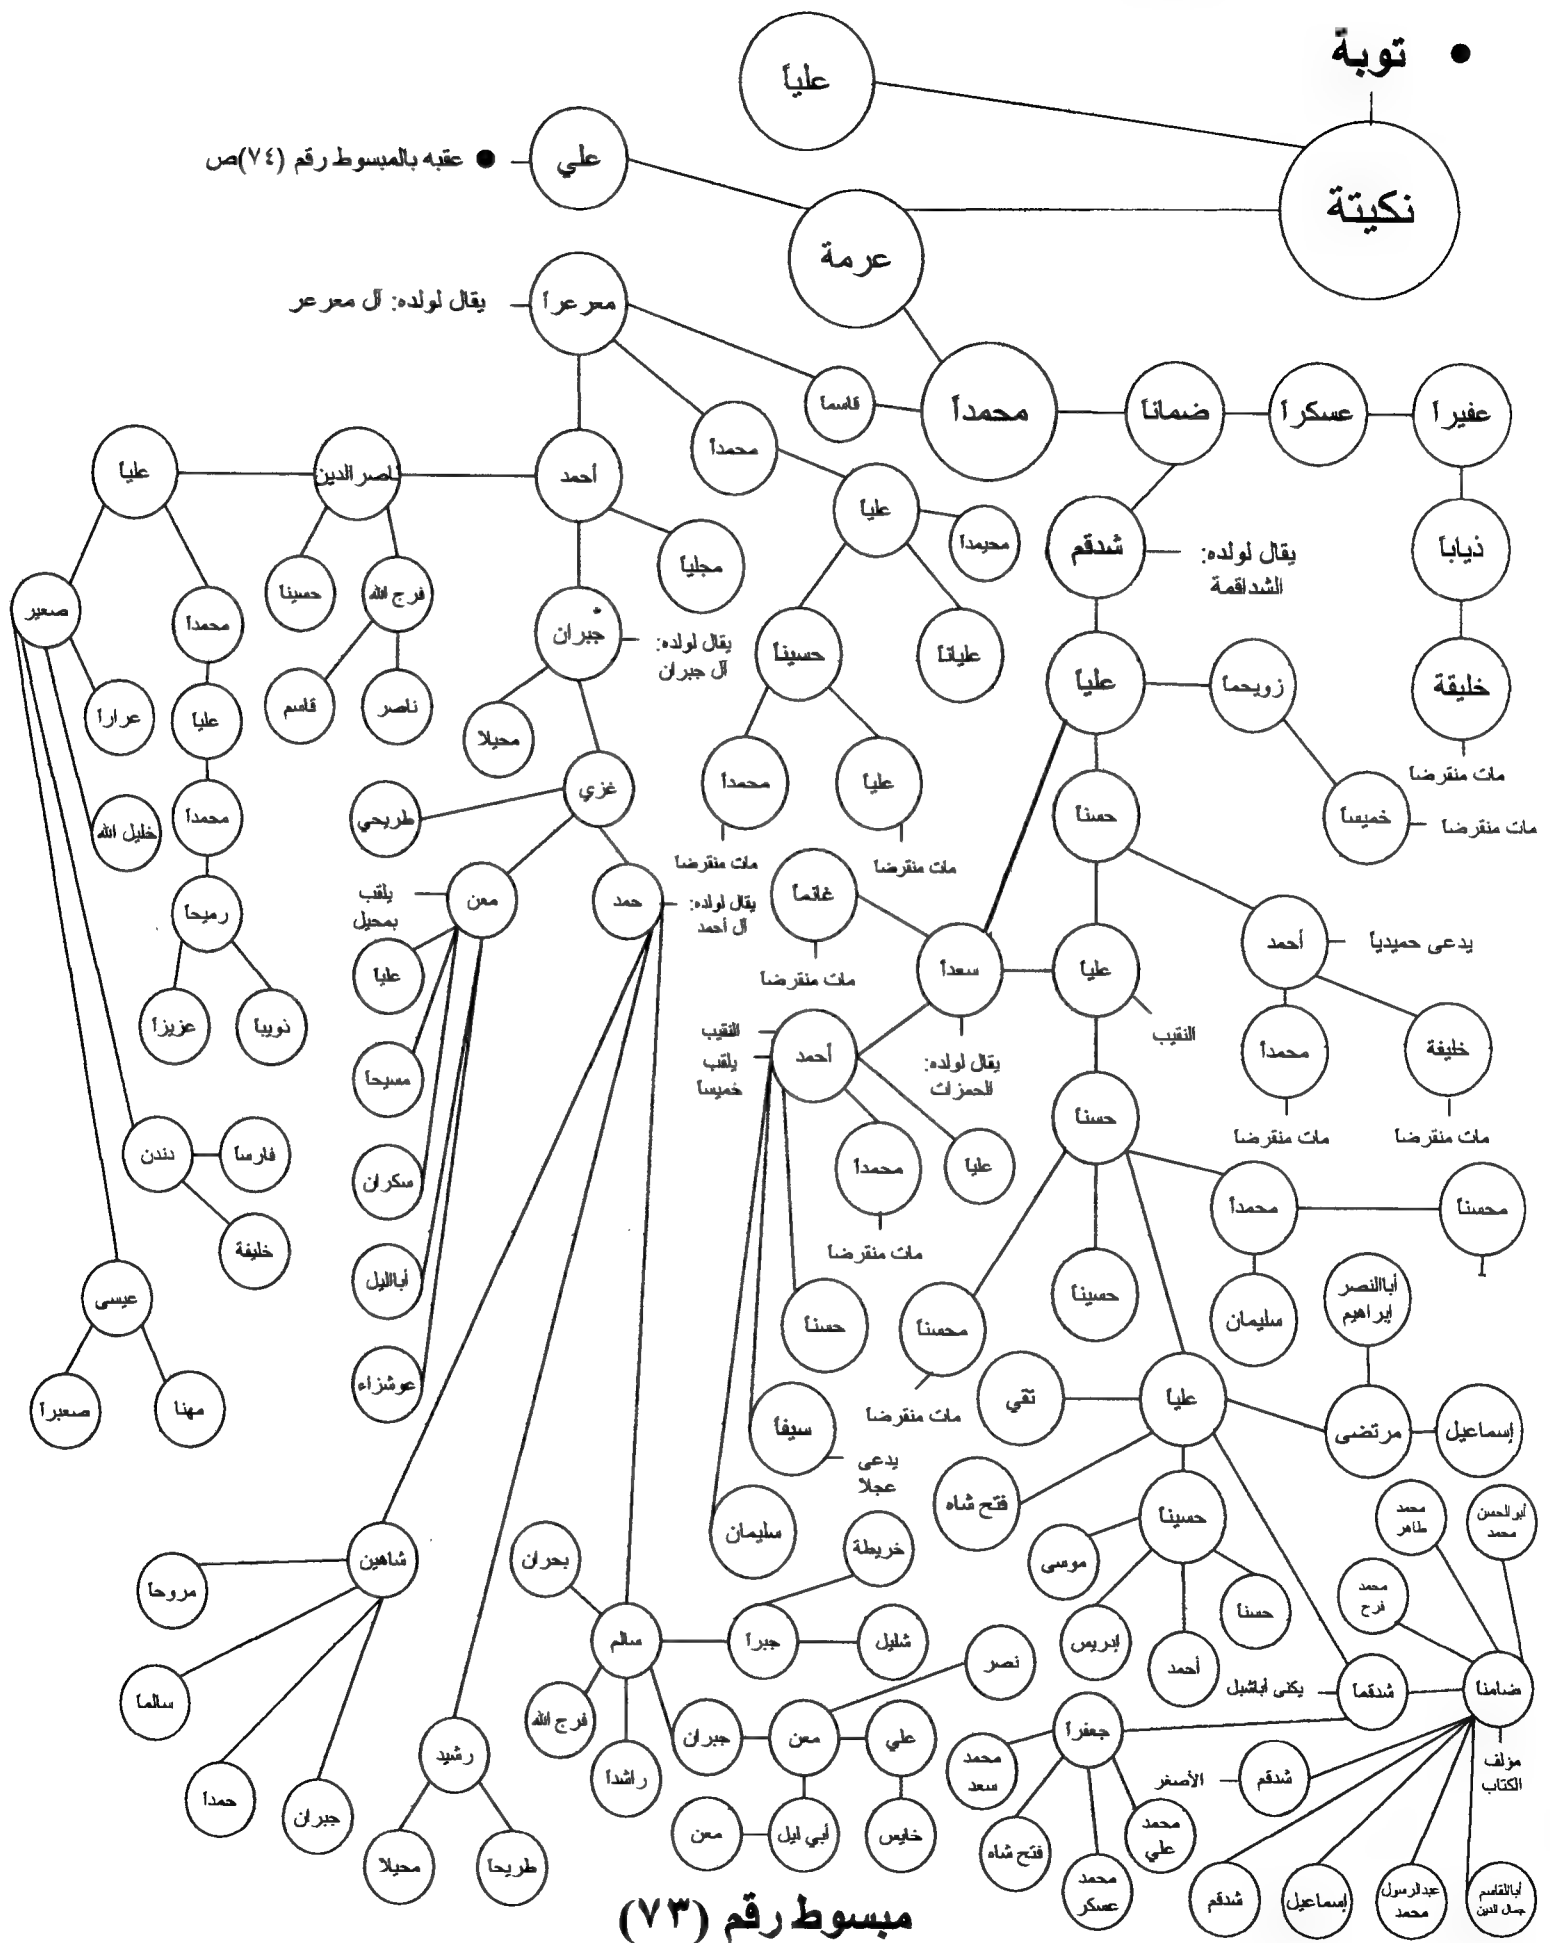 • توبة
علياً
نكيتة
علي
● عقبه بالمبسوط رقم (٧٤)ص
عرمة
معرعراً
يقال لولده: آل معرعر
عفيراً
عسكراً
ضماناً
محمداً
قاسماً
محمداً
أحمد
ناصر الدين
علياً
ذياباً
شدقم
يقال لولده:
الشداقمة
علياً
محيمداً
مجلياً
حسيناً
فرج الله
محمداً
صعير
جبران
يقال لولده:
آل جبران
حسيناً
علياناً
خليفة
مات منقرضاً
زويحماً
علياً
محيلا
ناصر
قاسم
علياً
عراراً
خميساً
مات منقرضاً
حسناً
علياً
مات منقرضاً
محمداً
مات منقرضاً
غزي
طريحي
محمداً
خليل الله
غانماً
مات منقرضاً
حمد
يقال لولده:
آل أحمد
معن
يلقب
بمحيل
رميحاً
أحمد
يدعى حميدياً
علياً
النقيب
سعداً
يقال لولده:
الحمزات
علياً
نويباً
عزيزاً
خليفة
مات منقرضاً
محمداً
مات منقرضاً
أحمد
النقيب
يلقب
خميساً
مسيحاً
حسناً
علياً
محمداً
مات منقرضاً
سكران
فارساً
دندن
خليفة
محسناً
محمداً
أباالليل
عيسى
أباالنصر
إبراهيم
سليمان
حسيناً
محسناً
مات منقرضاً
حسناً
عوشزاء
مهنا
صعبراً
إسماعيل
مرتضى
علياً
تقي
سيفاً
يدعى
عجلا
فتح شاه
سليمان
أبو الحسن
محمد
محمد
طاهر
حسيناً
خريطة
بحران
شاهين
مروحاً
محمد
فرح
موسى
حسناً
ادريس
أحمد
شليل
جبراً
سالم
نصر
ضامناً
مؤلف
الكتاب
شدقماً
يكنى أباشبل
جعفراً
سالماً
فرج الله
جبران
معن
علي
راشداً
رشيد
محمد
سعد
شدقم
الأصغر
حمداً
جبران
محمد
علي
فتح شاه
محمد
عسكر
خايس
أبي ليل
معن
طريحاً
محيلا
أباالقاسم
جمال الدين
عبدالرسول
محمد
إسماعيل
شدقم
مبسوط رقم (٧٣)